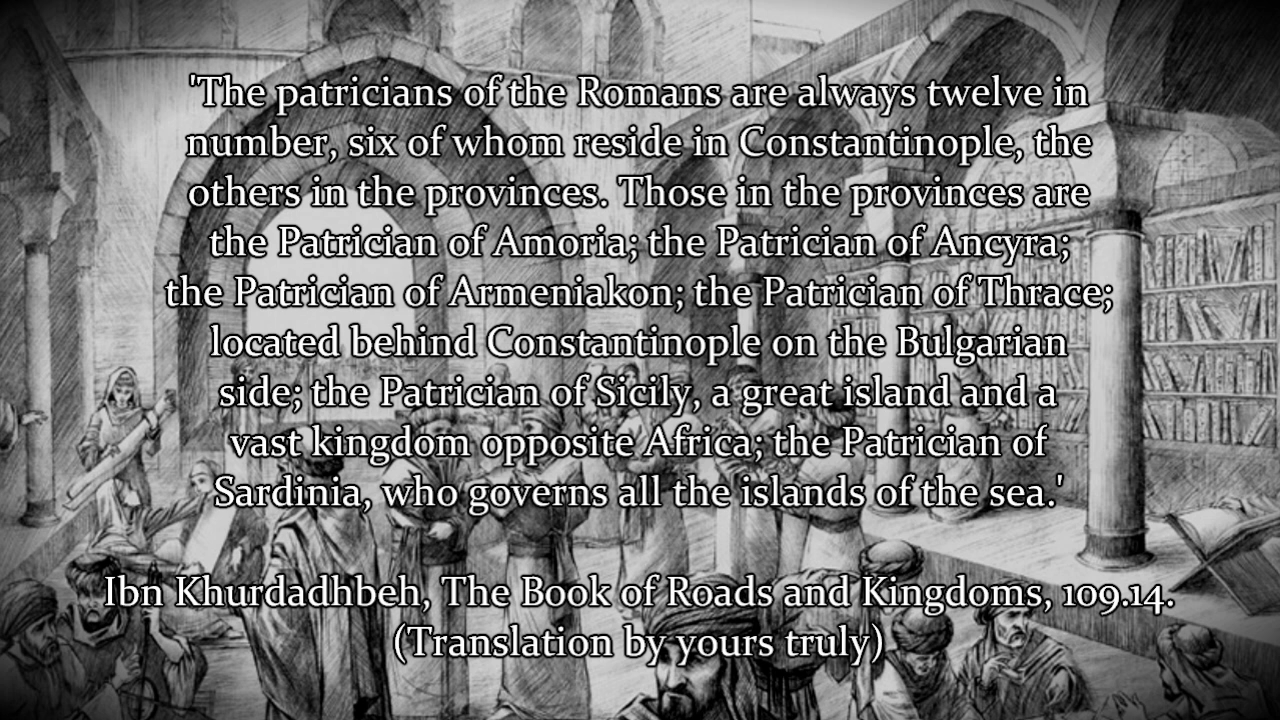 'The patricians of the Romans are always twelve in
number, six of whom reside in Constantinople, the
others in the provinces. Those in the provinces are
the Patrician of Amoria; the Patrician of Ancyra;
the Patrician of Armeniakon; the Patrician of Thrace;
located behind Constantinople on the Bulgarian
side; the Patrician of Sicily, a great island and a
vast kingdom opposite Africa; the Patrician of
Sardinia, who governs all the islands of the sea.'
Ibn Khurdadhbeh, The Book of Roads and Kingdoms, 109.14.
(Translation by yours truly)